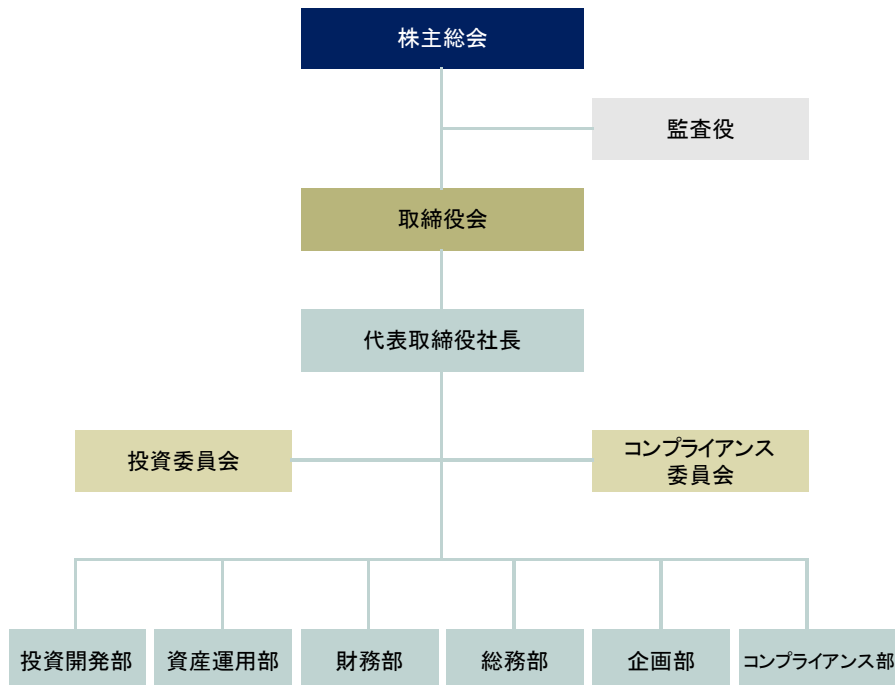 株主総会
監査役
取締役会
代表取締役社長
投資委員会
コンプライアンス
委員会
投資開発部
資産運用部
財務部
総務部
企画部
コンプライアンス部